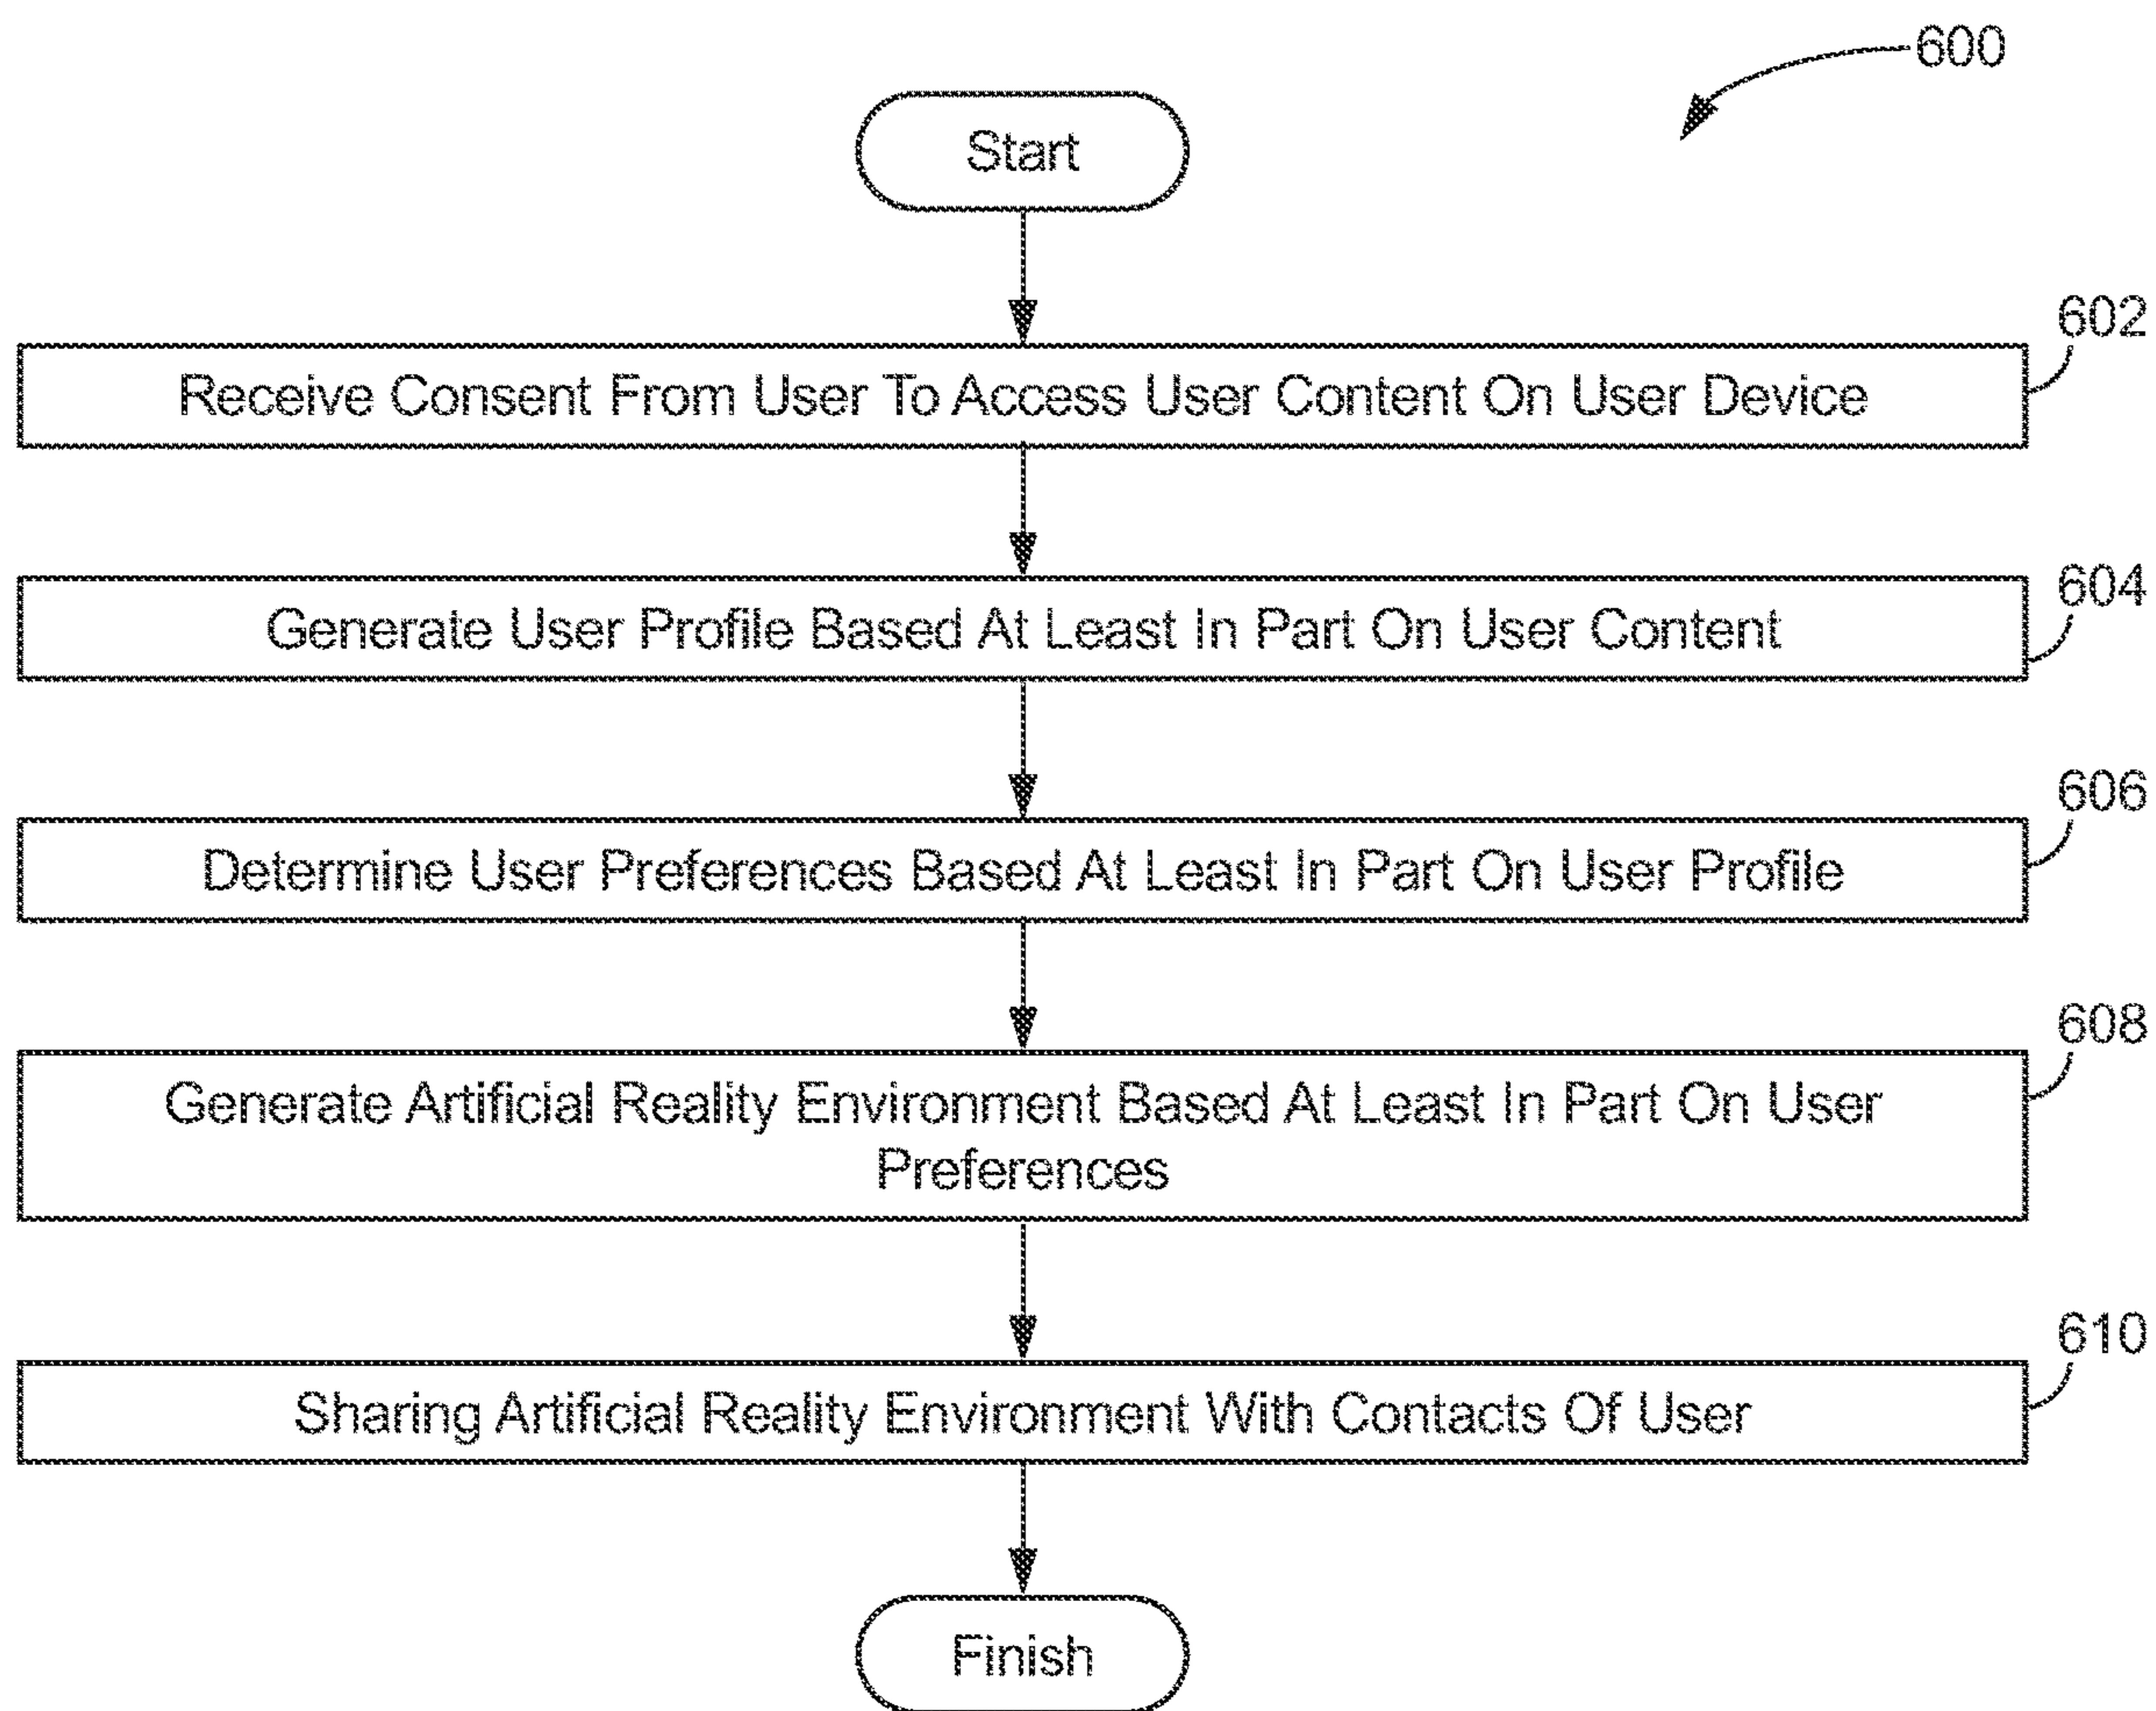 600
Start
602
Receive Consent From User To Access User Content On User Device
604
Generate User Profile Based At Least In Part On User Content
606
Determine User Preferences Based At Least In Part On User Profile
608
Generate Artificial Reality Environment Based At Least In Part On User
Preferences
610
Sharing Artificial Reality Environment With Contacts Of User
Finish